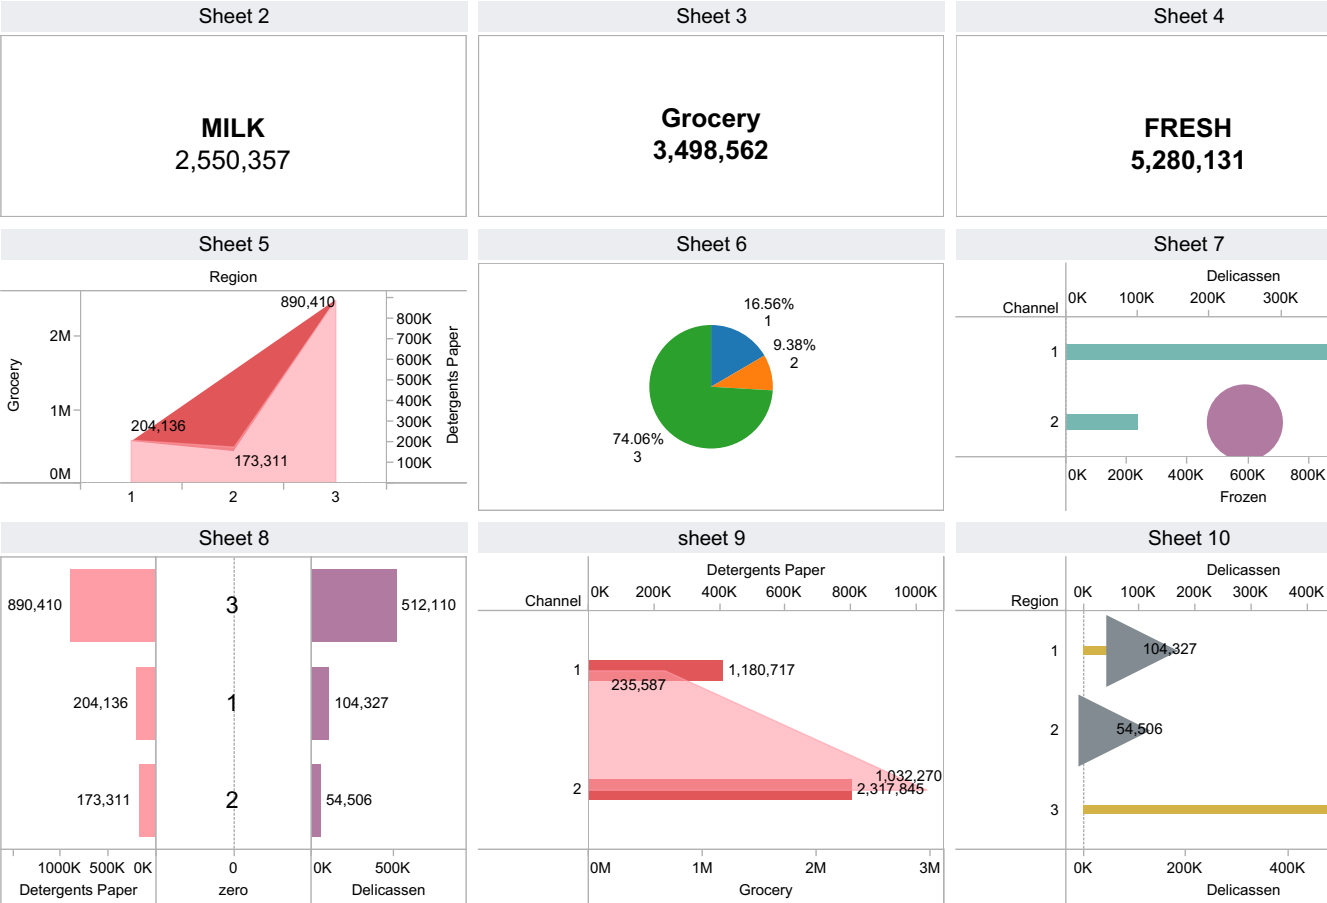 Sheet 2
Sheet 3
Sheet 4
MILK
2,550,357
Grocery
3,498,562
FRESH
5,280,131
Sheet 5
Sheet 6
Sheet 7
Region
890,410
204,136
173,311
2M
1M
0M
Grocery
800K
700K
600K
500K
400K
300K
200K
100K
Detergents Paper
1
2
3
16.56%
1
9.38%
2
74.06%
3
Delicassen
0K 100K 200K 300K
Channel
1
2
0K 200K 400K 600K 800K
Frozen
Sheet 8
sheet 9
Sheet 10
890,410 3 512,110
204,136 1 104,327
173,311 2 54,506
1000K 500K 0K 0 0K 500K
Detergents Paper zero Delicassen
Detergents Paper
0K 200K 400K 600K 800K 1000K
Channel
1 1,180,717
235,587
1,032,270
2 2,317,845
0M 1M 2M 3M
Grocery
Delicassen
0K 100K 200K 300K 400K
Region
1 104,327
2 54,506
3
0K 200K 400K
Delicassen